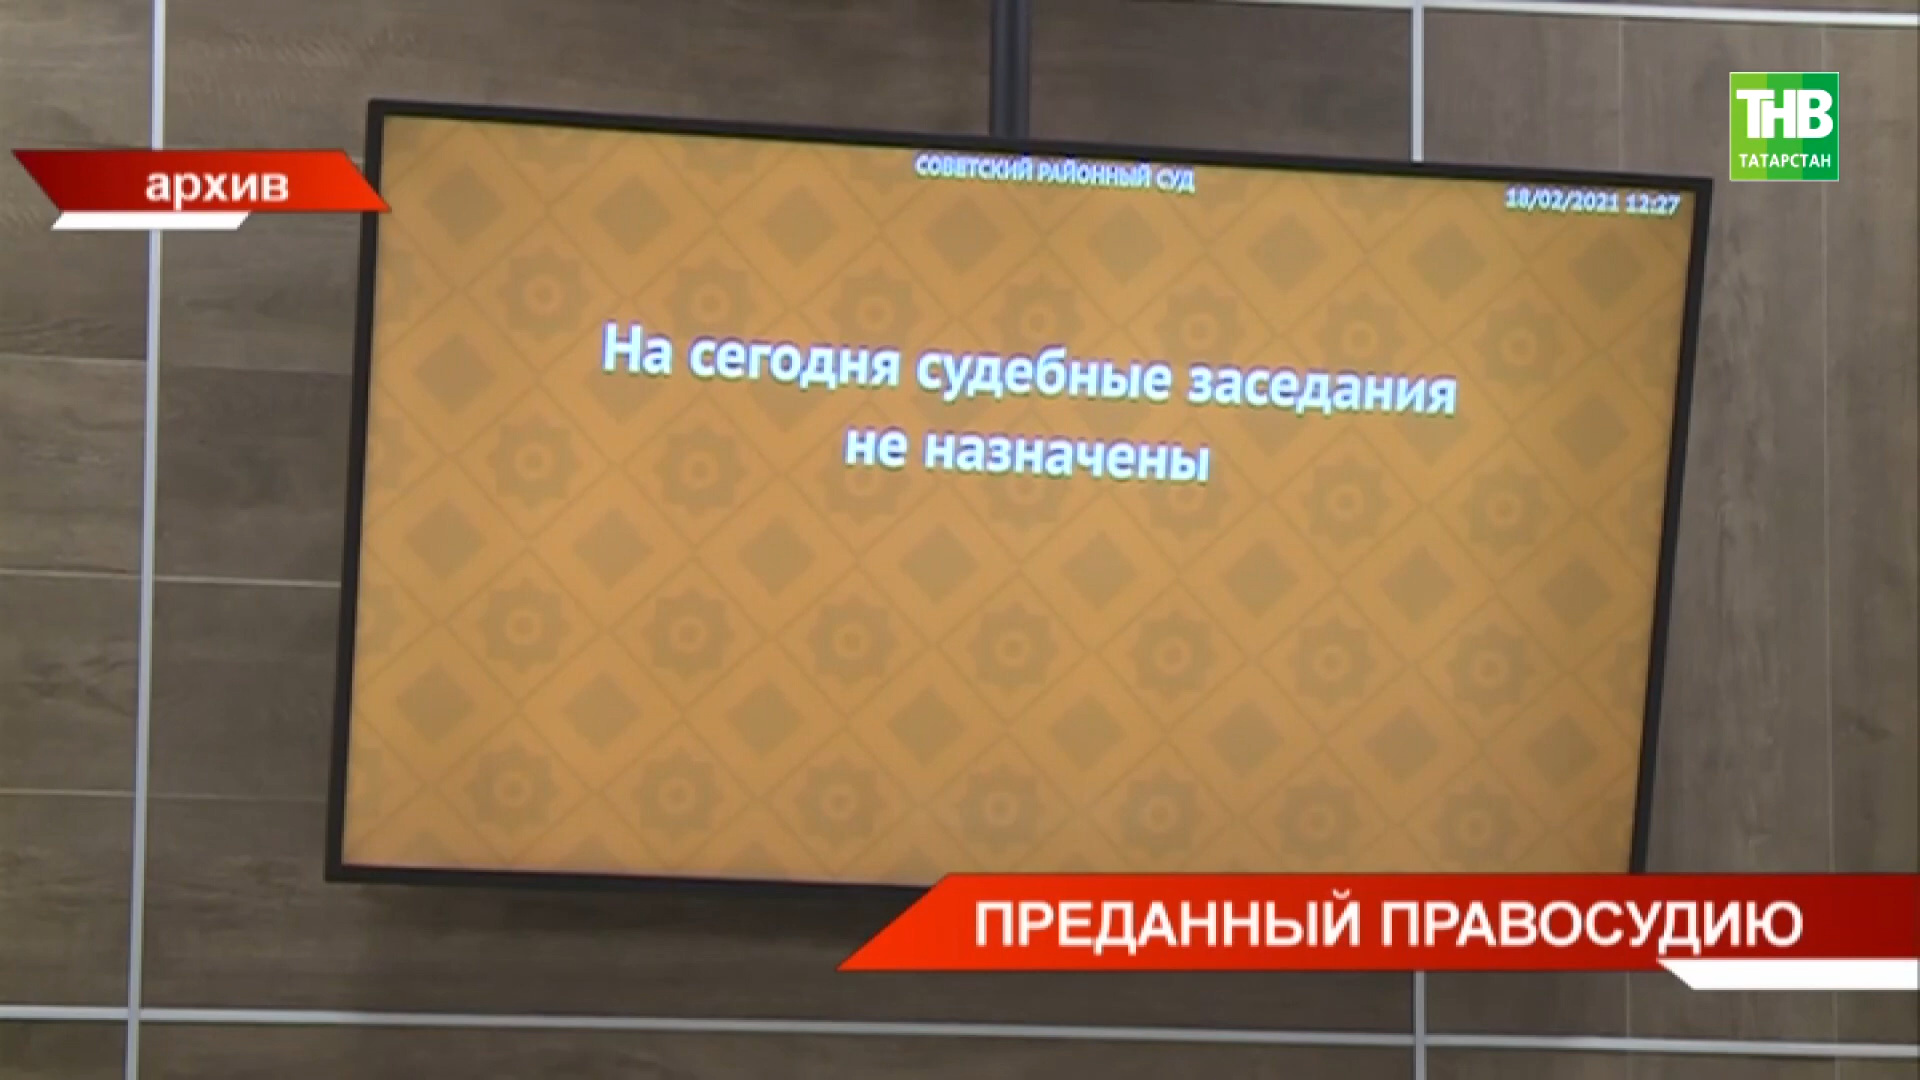 ТНВ
ТАТАРСТАН
архив
СОВЕТСКИЙ РАЙОННЫЙ СУД
18/02/2021 12:27
На сегодня судебные заседания
не назначены
ПРЕДАННЫЙ ПРАВОСУДИЮ